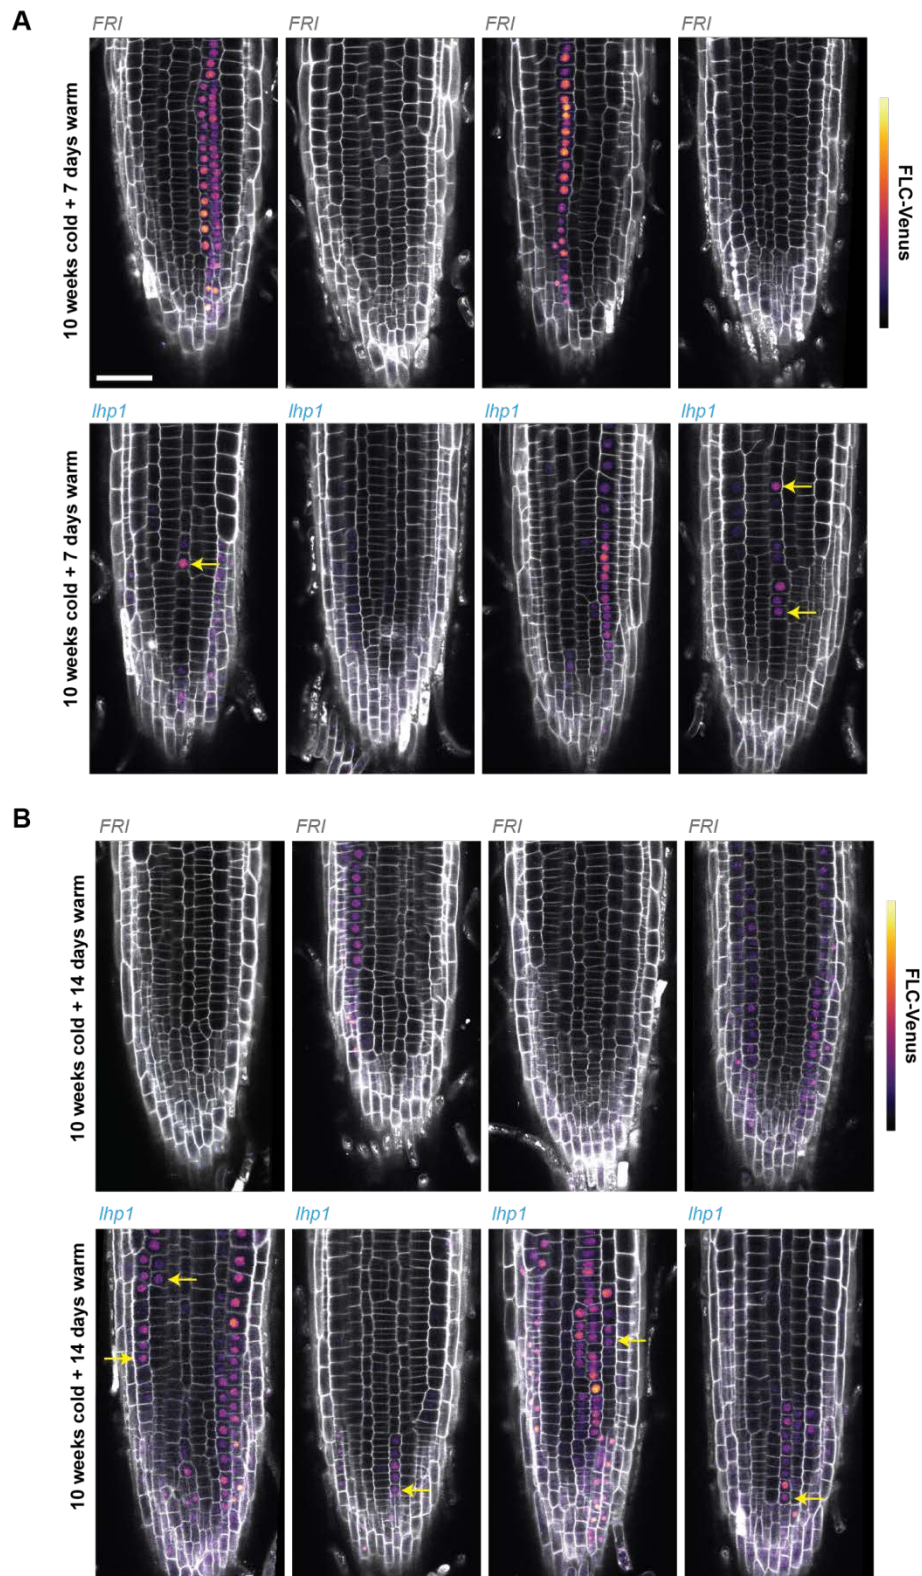 A
FRI
FRI
FRI
FRI
10 weeks cold + 7 days warm
FLC-Venus
lhp1
lhp1
lhp1
lhp1
10 weeks cold + 7 days warm
B
FRI
FRI
FRI
FRI
10 weeks cold + 14 days warm
FLC-Venus
lhp1
lhp1
lhp1
lhp1
10 weeks cold + 14 days warm